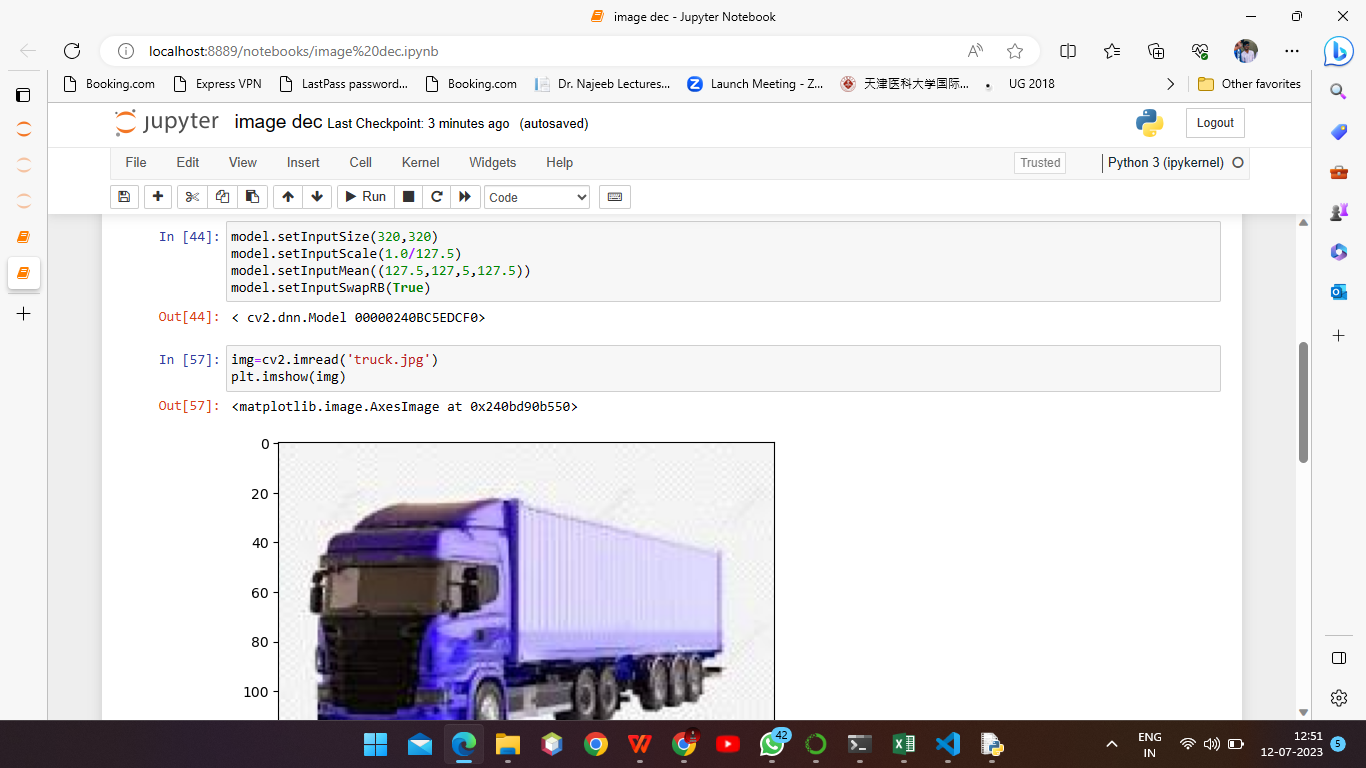 image dec - Jupyter Notebook
localhost:8889/notebooks/image%20dec.ipynb
Booking.com
Express VPN
LastPass password...
Booking.com
Dr. Najeeb Lectures...
Launch Meeting - Z...
天津医科大学国际...
UG 2018
Other favorites
jupyter image dec Last Checkpoint: 3 minutes ago (autosaved)
Logout
File Edit View Insert Cell Kernel Widgets Help
Trusted
Python 3 (ipykernel)
Run
Code
In [44]: model.setInputSize(320,320)
model.setInputScale(1.0/127.5)
model.setInputMean((127.5,127,5,127.5))
model.setInputSwapRB(True)
Out[44]: < cv2.dnn.Model 00000240BC5EDCF0>
In [57]: img=cv2.imread('truck.jpg')
plt.imshow(img)
Out[57]: <matplotlib.image.AxesImage at 0x240bd90b550>
0
20
40
60
80
100
42
ENG
IN
12:51
12-07-2023
5